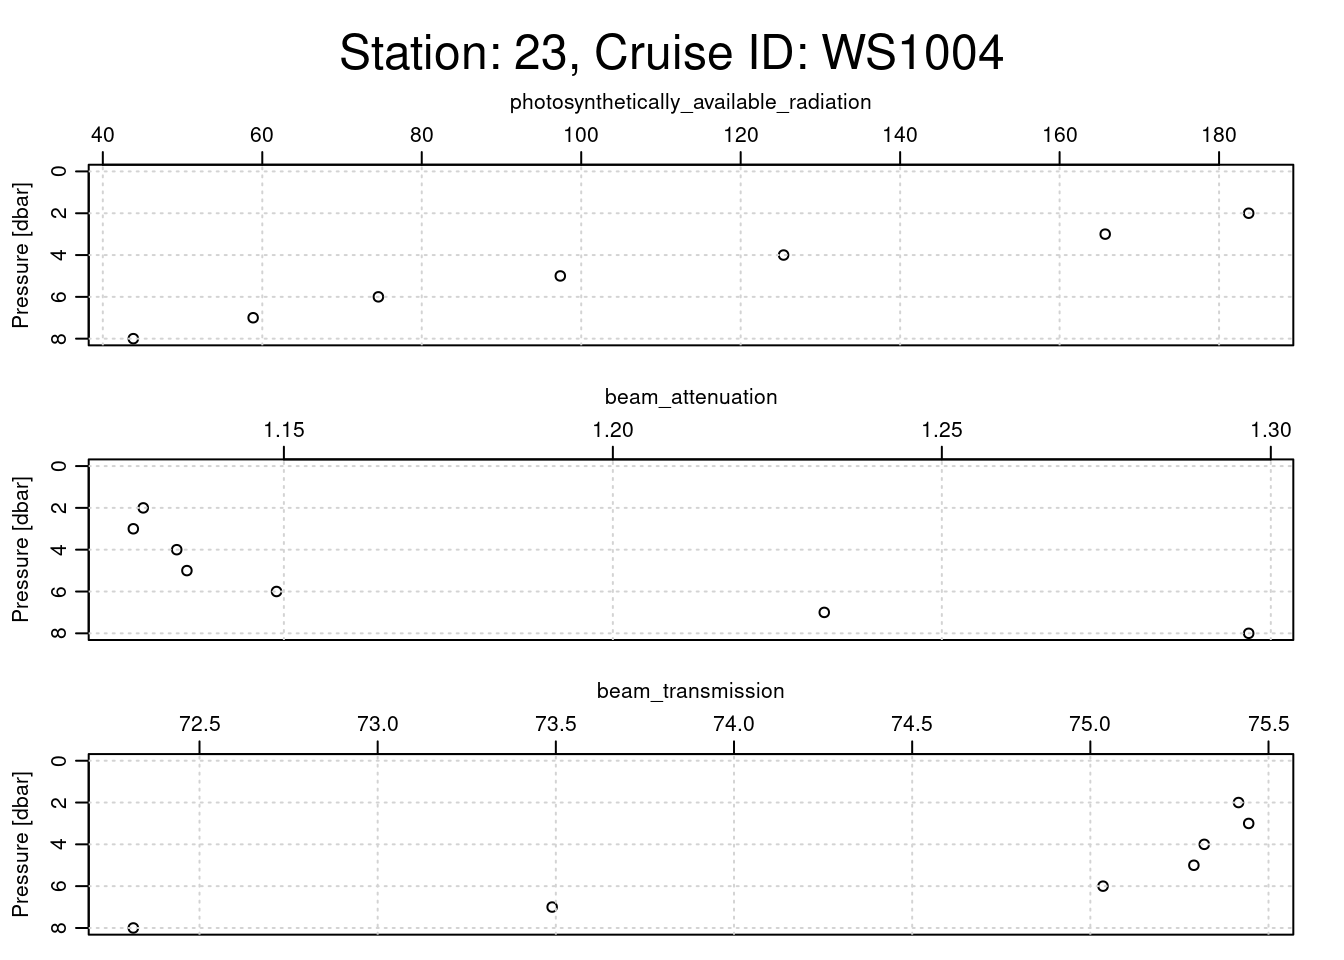 Station: 23, Cruise ID: WS1004
photosynthetically_available_radiation
40 60 80 100 120 140 160 180
Pressure [dbar]
0
2
4
6
8
beam_attenuation
1.15 1.20 1.25 1.30
Pressure [dbar]
0
2
4
6
8
beam_transmission
72.5 73.0 73.5 74.0 74.5 75.0 75.5
Pressure [dbar]
0
2
4
6
8